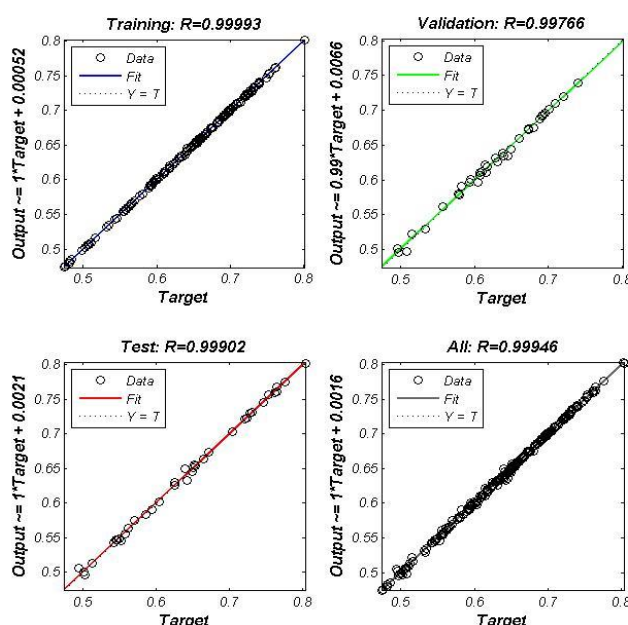 Training: R=0.99993
Output ~= 1*Target + 0.00052
0.8
0.75
0.7
0.65
0.6
0.55
0.5
Data
Fit
Y = T
0.5 0.6 0.7 0.8
Target
Validation: R=0.99766
Output ~= 0.99*Target + 0.0066
0.8
0.75
0.7
0.65
0.6
0.55
0.5
Data
Fit
Y = T
0.5 0.6 0.7 0.8
Target
Test: R=0.99902
Output ~= 1*Target + 0.0021
0.8
0.75
0.7
0.65
0.6
0.55
0.5
Data
Fit
Y = T
0.5 0.6 0.7 0.8
Target
All: R=0.99946
Output ~= 1*Target + 0.0016
0.8
0.75
0.7
0.65
0.6
0.55
0.5
Data
Fit
Y = T
0.5 0.6 0.7 0.8
Target